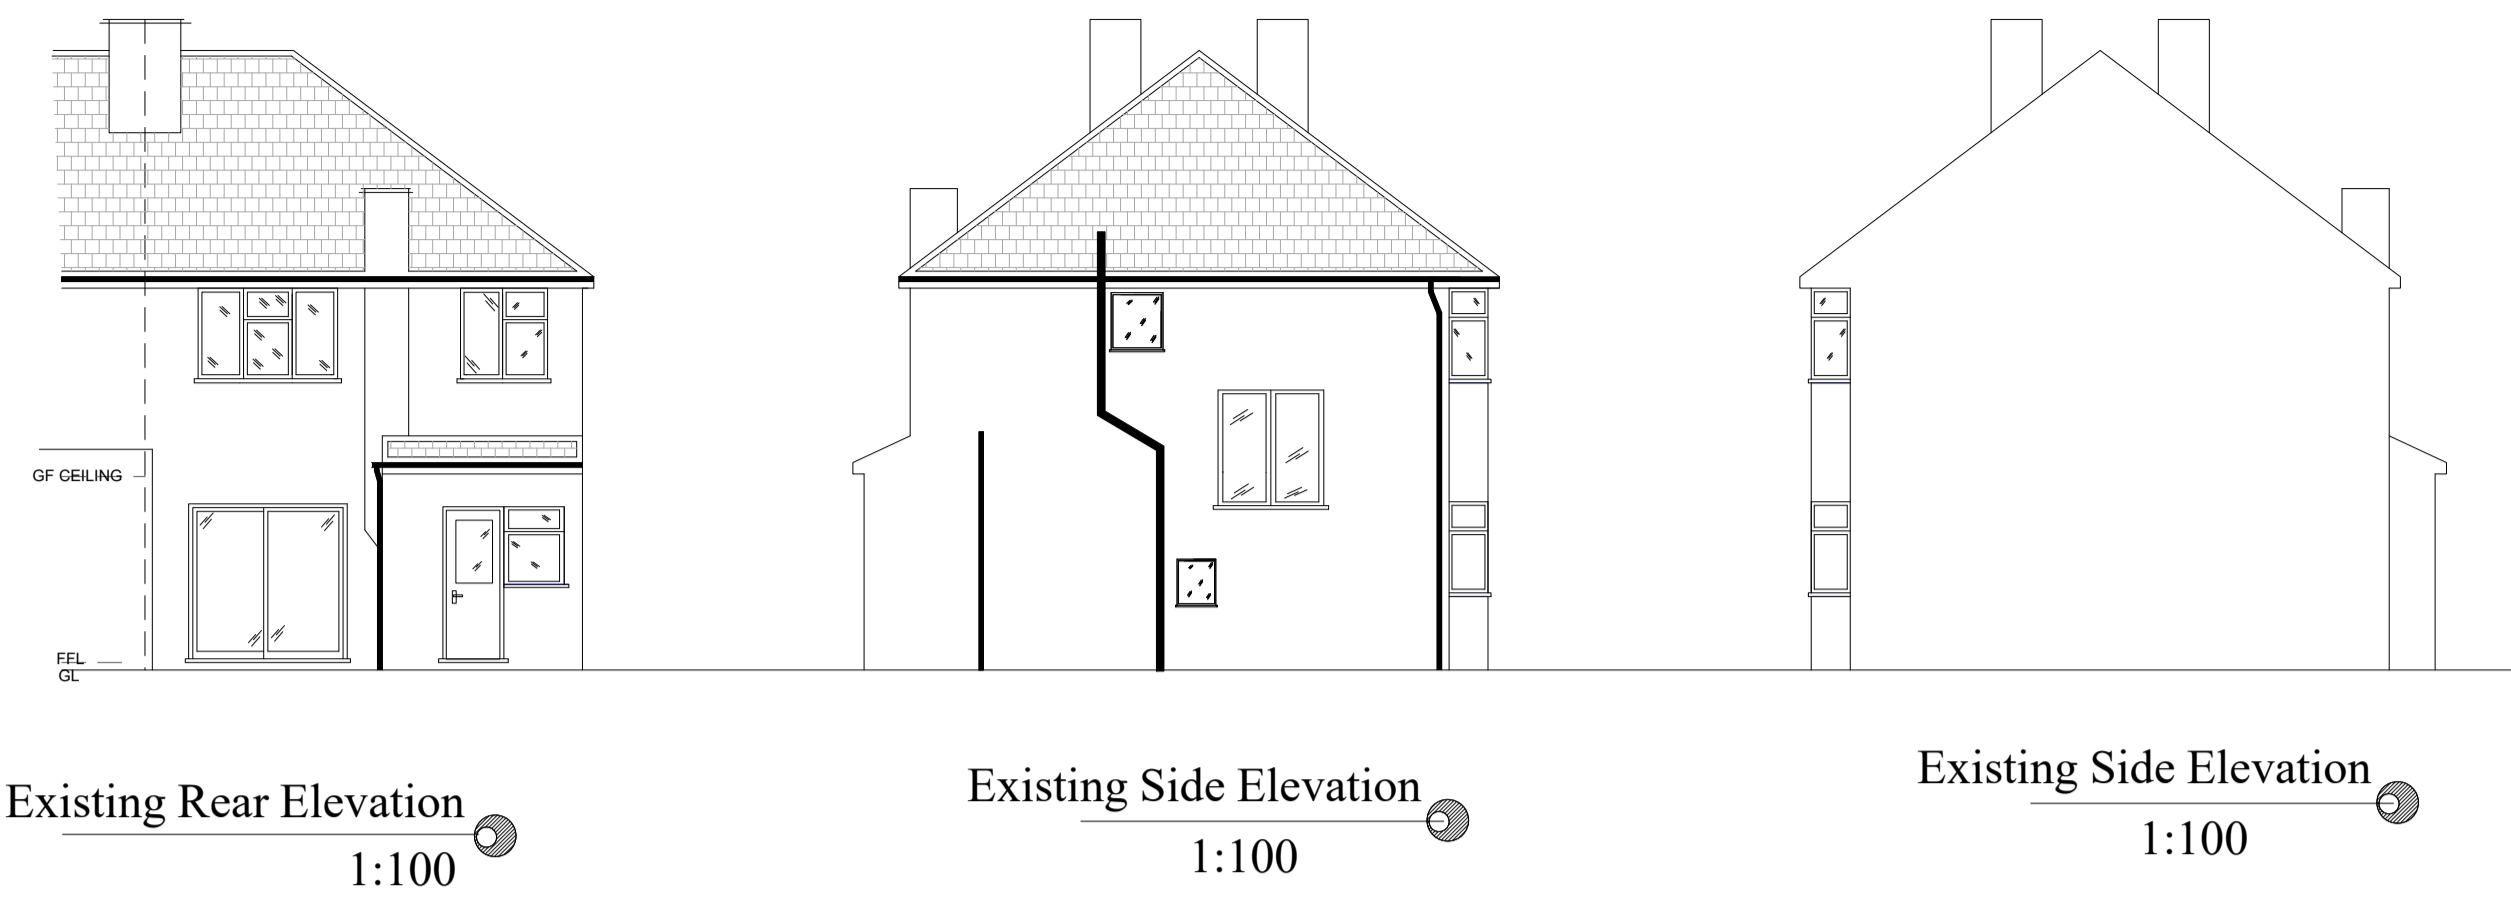 GF CEILING
FFL
GL
Existing Rear Elevation
1:100
Existing Side Elevation
1:100
Existing Side Elevation
1:100